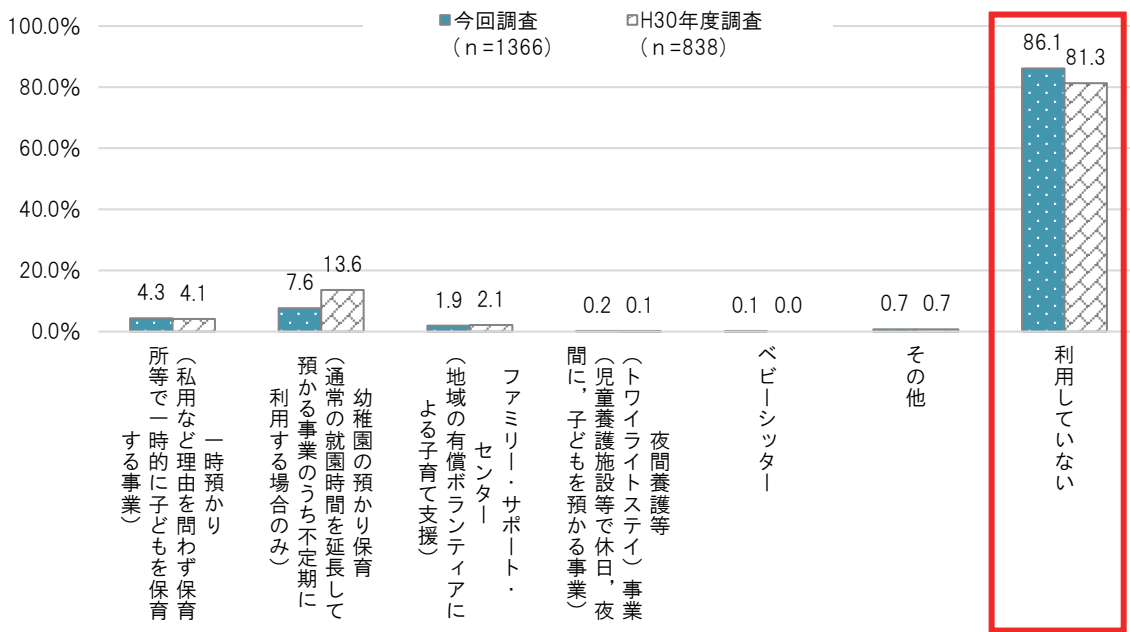 今回調査
(n=1366)
H30年度調査
(n=838)
100.0%
80.0%
60.0%
40.0%
20.0%
0.0%
4.3
4.1
7.6
13.6
1.9
2.1
0.2
0.1
0.1
0.0
0.7
0.7
86.1
81.3
一時預かり
(私用など理由を問わず保育
所等で一時的に子どもを保育
する事業)
幼稚園の預かり保育
(通常の就園時間を延長して
預かる事業のうち不定期に
利用する場合のみ)
ファミリー・サポート・
センター
(地域の有償ボランティアに
よる子育て支援)
夜間養護等
(トワイライトステイ)事業
(児童養護施設等で休日,夜
間に,子どもを預かる事業)
ベビーシッター
その他
利用していない